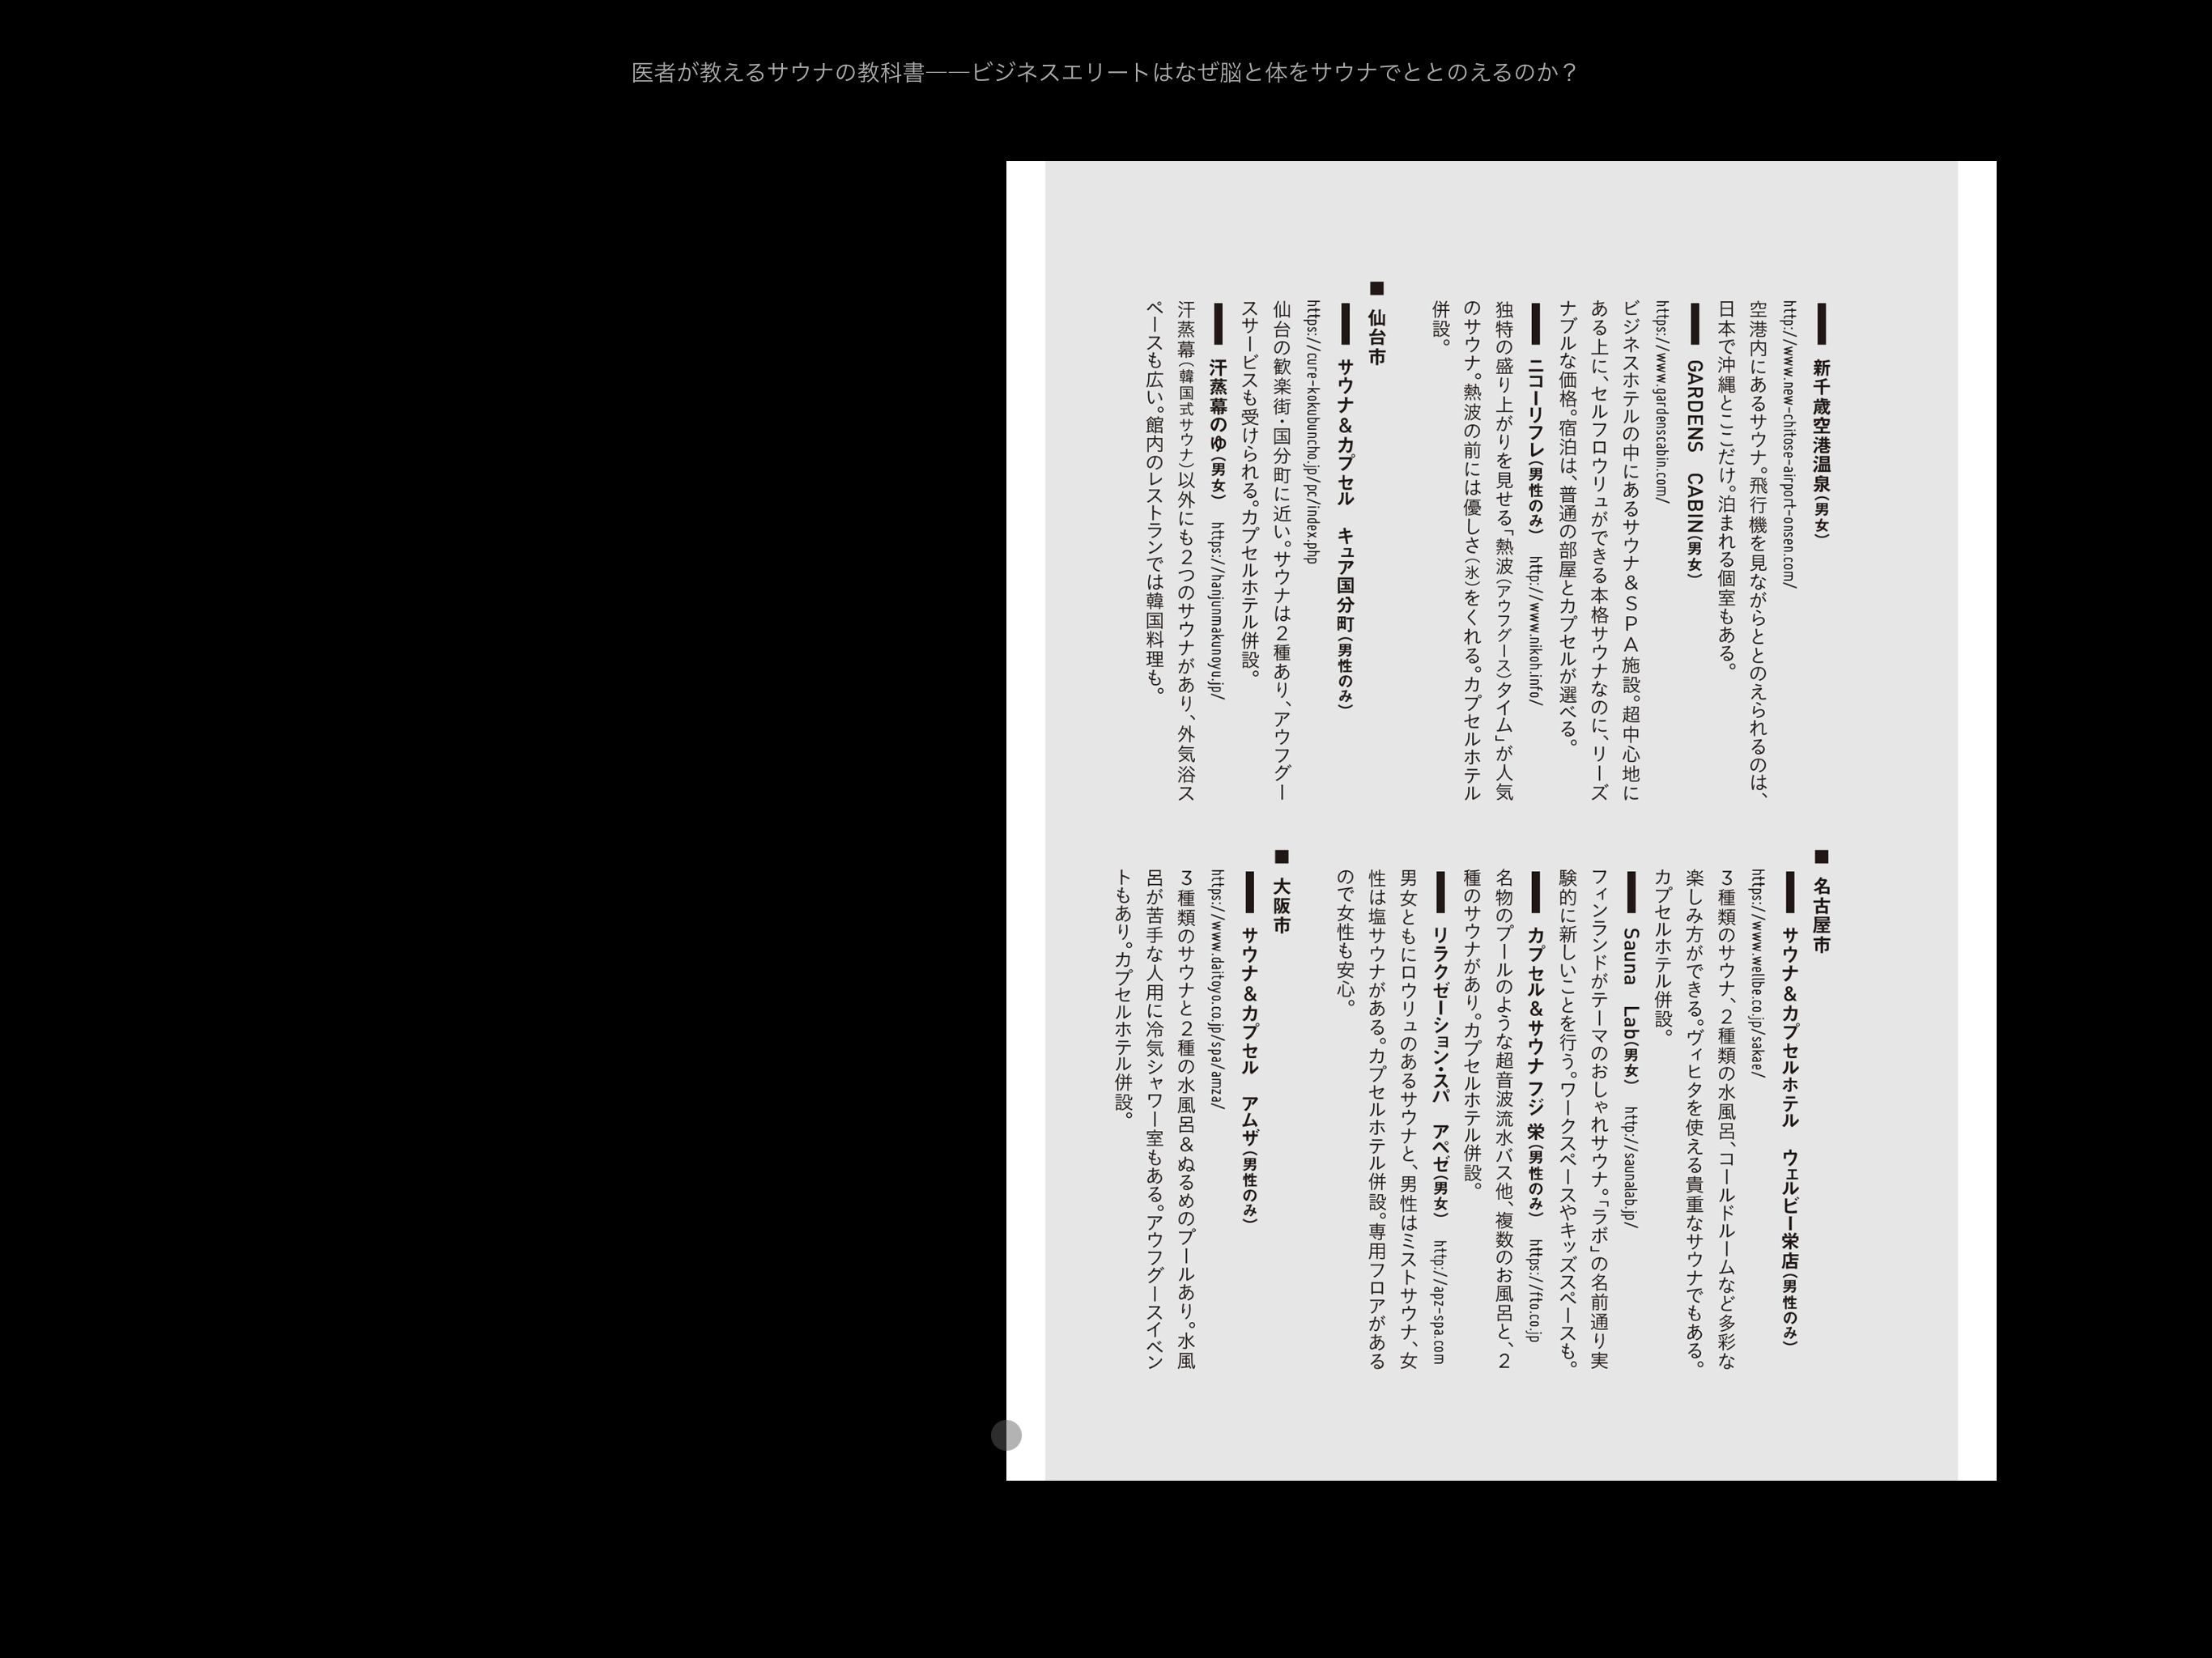 医者が教えるサウナの教科書――ビジネスエリートはなぜ脳と体をサウナでととのえるのか？
新千歳空港温泉（男女）
http://www.new-chitose-airport-onsen.com/
空港内にあるサウナ。飛行機を見ながらととのえられるのは、
日本で沖縄とここだけ。泊まれる個室もある。
GARDENS　CABIN（男女）
https://www.gardenscabin.com/
ビジネスホテルの中にあるサウナ＆ＳＰＡ施設。超中心地に
ある上に、セルフロウリュができる本格サウナなのに、リーズ
ナブルな価格。宿泊は、普通の部屋とカプセルが選べる。
ニコーリフレ（男性のみ）　http://www.nikoh.info/
独特の盛り上がりを見せる「熱波（アウフグース）タイム」が人気
のサウナ。熱波の前には優しさ（氷）をくれる。カプセルホテル
併設。
■ 仙台市
サウナ＆カプセル　キュア国分町（男性のみ）
https://cure-kokubuncho.jp/pc/index.php
仙台の歓楽街・国分町に近い。サウナは２種あり、アウフグー
スサービスも受けられる。カプセルホテル併設。
汗蒸幕のゆ（男女）　https://hanjunmakunoyu.jp/
汗蒸幕（韓国式サウナ）以外にも２つのサウナがあり、外気浴ス
ペースも広い。館内のレストランでは韓国料理も。
■ 名古屋市
サウナ＆カプセルホテル　ウェルビー栄店（男性のみ）
https://www.wellbe.co.jp/sakae/
３種類のサウナ、２種類の水風呂、コールドルームなど多彩な
楽しみ方ができる。ヴィヒタを使える貴重なサウナでもある。
カプセルホテル併設。
Sauna　Lab（男女）　http://saunalab.jp/
フィンランドがテーマのおしゃれサウナ。「ラボ」の名前通り実
験的に新しいことを行う。ワークスペースやキッズスペースも。
カプセル＆サウナ フジ 栄（男性のみ）　https://fto.co.jp
名物のプールのような超音波流水バス他、複数のお風呂と、２
種のサウナがあり。カプセルホテル併設。
リラクゼーション・スパ　アペゼ（男女）　http://apz-spa.com
男女ともにロウリュのあるサウナと、男性はミストサウナ、女
性は塩サウナがある。カプセルホテル併設。専用フロアがある
ので女性も安心。
■ 大阪市
サウナ＆カプセル　アムザ（男性のみ）
https://www.daitoyo.co.jp/spa/amza/
３種類のサウナと２種の水風呂＆ぬるめのプールあり。水風
呂が苦手な人用に冷気シャワー室もある。アウフグースイベン
トもあり。カプセルホテル併設。